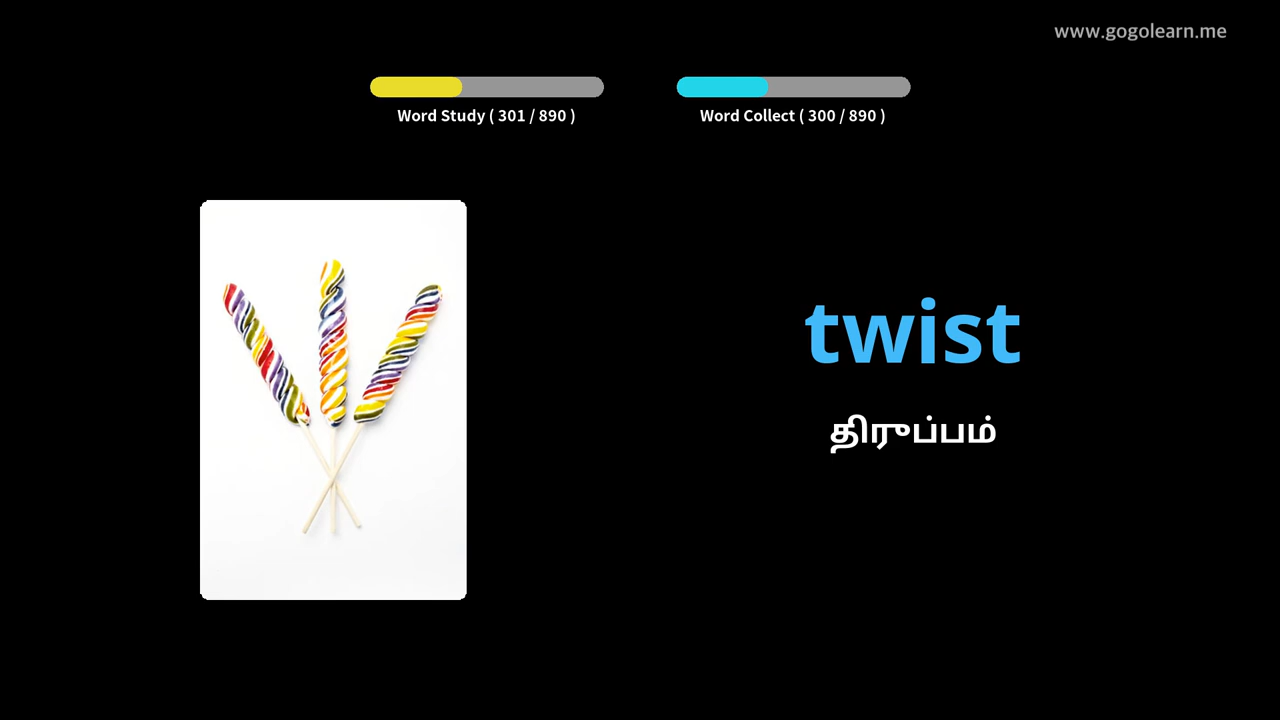 www.gogolearn.me
Word Study ( 301 / 890 )
Word Collect ( 300 / 890 )
twist
திருப்பம்